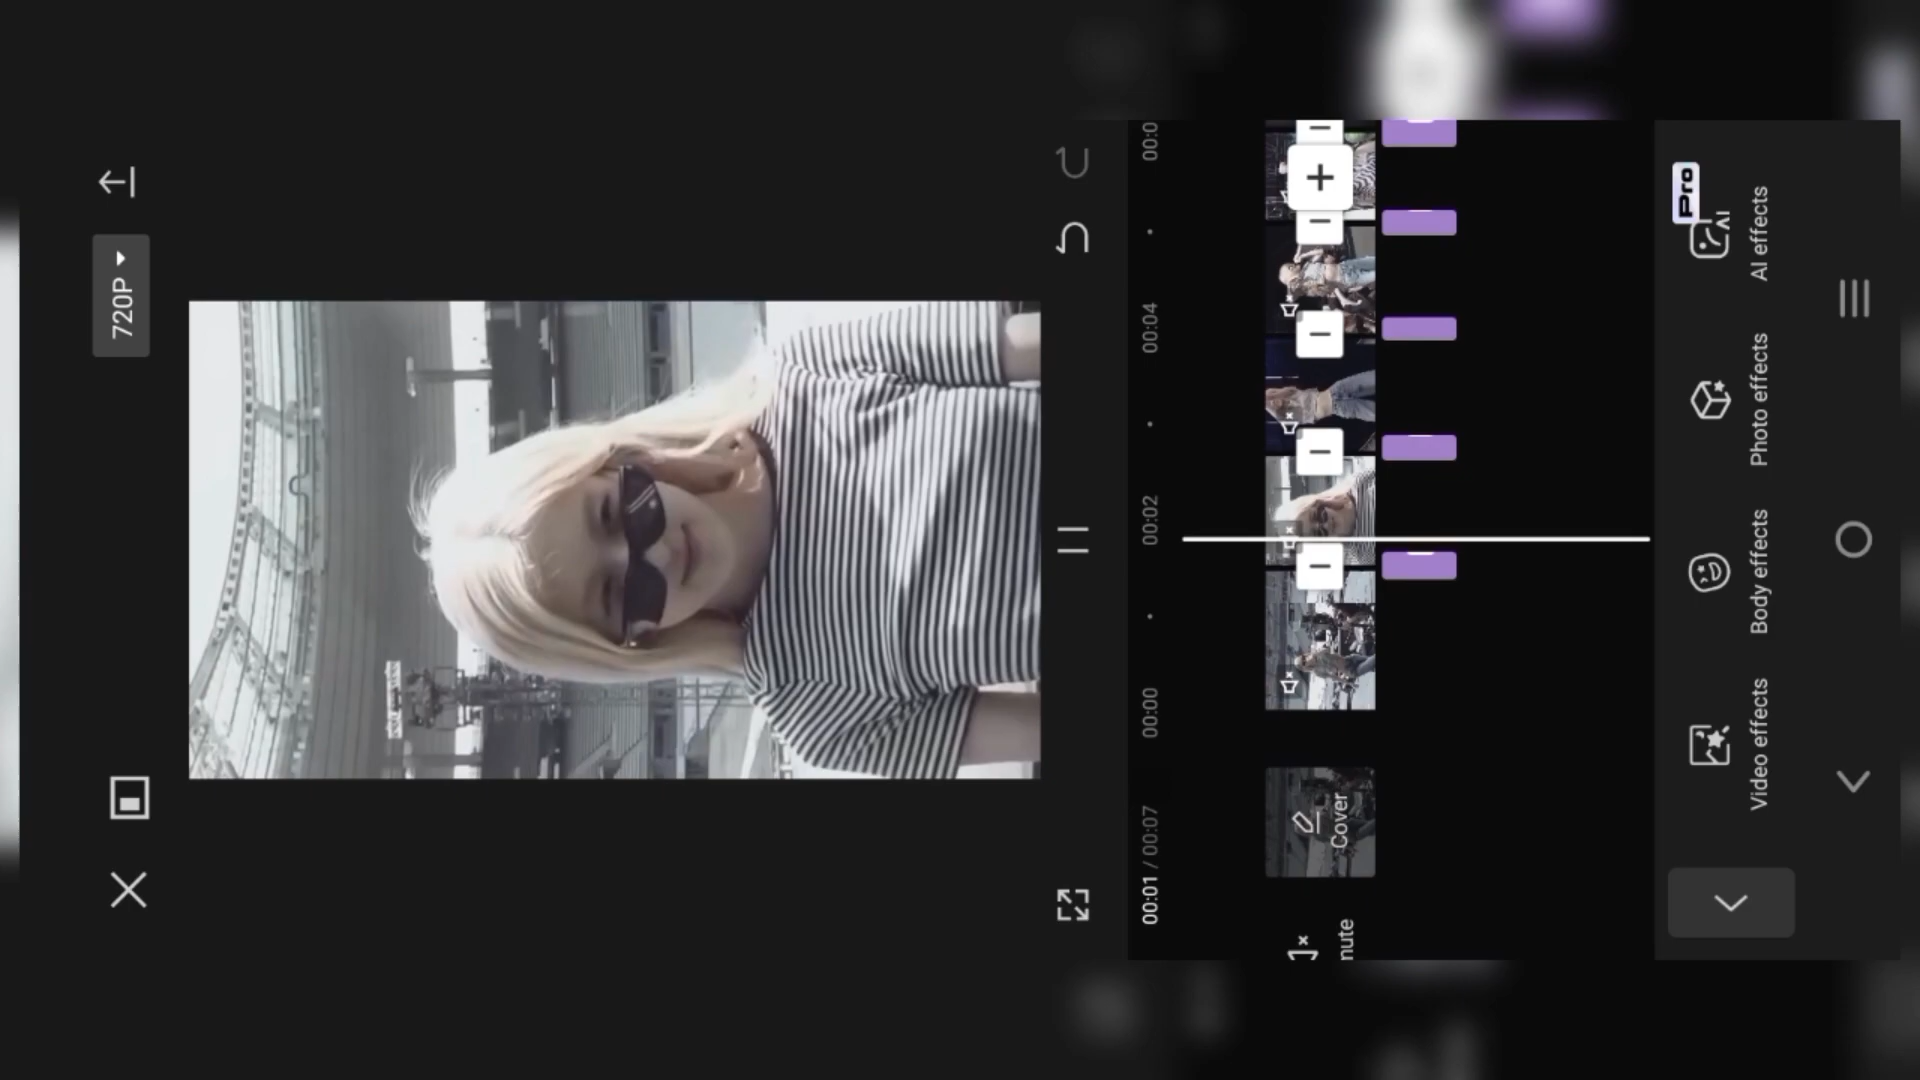 720P
00:01 / 00:07
00:00
00:02
00:04
00:0
Cover
nute
Video effects
Body effects
Photo effects
AI effects
AI
Pro